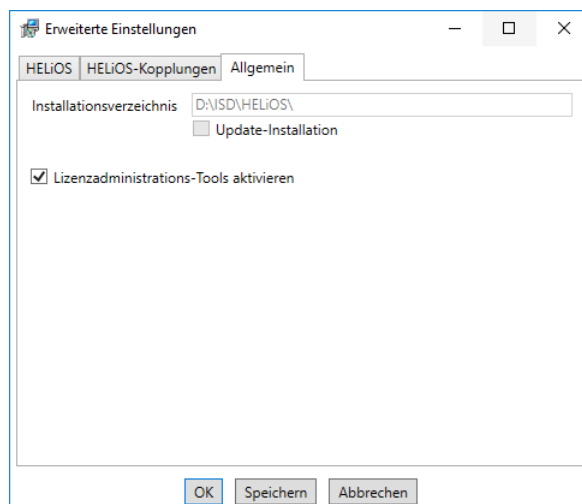 Erweiterte Einstellungen
HELiOS HELiOS-Kopplungen Allgemein
Installationsverzeichnis D:\ISD\HELiOS\
Update-Installation
Lizenzadministrations-Tools aktivieren
OK Speichern Abbrechen